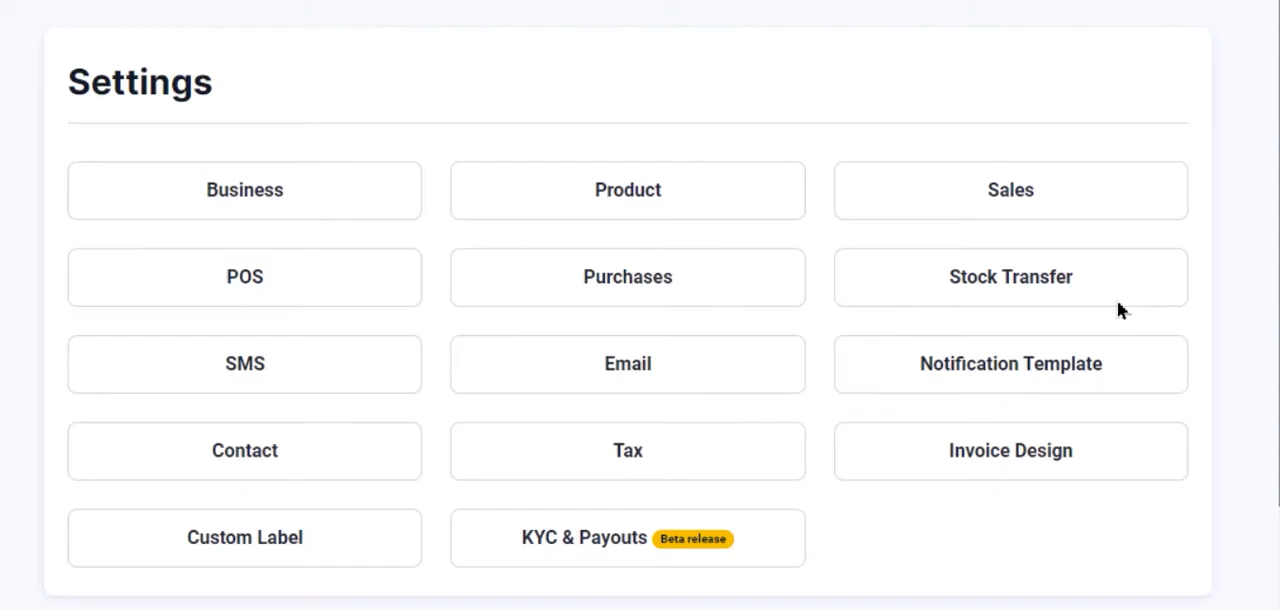 Settings
Business
Product
Sales
POS
Purchases
Stock Transfer
SMS
Email
Notification Template
Contact
Tax
Invoice Design
Custom Label
KYC & Payouts Beta release